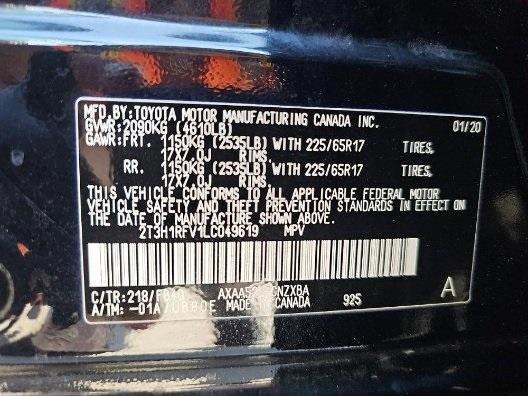 MFD. BY: TOYOTA MOTOR MANUFACTURING CANADA INC.
GVWR: 2090KG (4610LB) 01/20
GAWR: FRT. 1150KG (2535LB) WITH 225/65R17 TIRES,
17X7.0J RIMS,
RR. 1150KG (2535LB) WITH 225/65R17 TIRES,
17X7.0J RIMS,
THIS VEHICLE CONFORMS TO ALL APPLICABLE FEDERAL MOTOR
VEHICLE SAFETY AND THEFT PREVENTION STANDARDS IN EFFECT ON
THE DATE OF MANUFACTURE SHOWN ABOVE.
2T3H1RFV1LC049619 MPV
C/TR: 218/FB40
A/TM: -01A/UB80E MADE IN CANADA 925 A